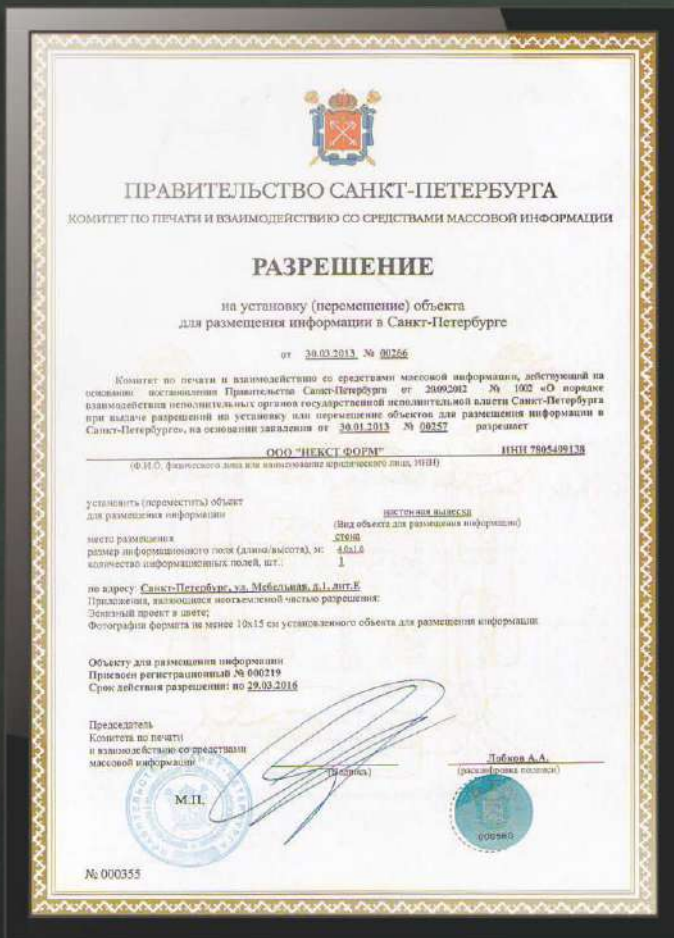 ПРАВИТЕЛЬСТВО САНКТ-ПЕТЕРБУРГА
КОМИТЕТ ПО ПЕЧАТИ И ВЗАИМОДЕЙСТВИЮ СО СРЕДСТВАМИ МАССОВОЙ ИНФОРМАЦИИ
РАЗРЕШЕНИЕ
на установку (перемещение) объекта
для размещения информации в Санкт-Петербурге
от 30.03.2013 № 00266
Комитет по печати и взаимодействию со средствами массовой информации, действующий на
основании постановления Правительства Санкт-Петербурга от 20.09.2012 № 1002 «О порядке
взаимодействия исполнительных органов государственной исполнительной власти Санкт-Петербурга
при выдаче разрешений на установку или перемещение объектов для размещения информации в
Санкт-Петербурге», на основании заявления от 30.01.2013 № 00257 разрешает
ООО "НЕКСТ ФОРМ" ИНН 7805409138
(Ф.И.О. физического лица или наименование юридического лица, ИНН)
установить (переместить) объект
для размещения информации настенная вывеска
(Вид объекта для размещения информации)
место размещения стена
размер информационного поля (длина/высота), м: 4.0x1.0
количество информационных полей, шт.: 1
по адресу: Санкт-Петербург, ул. Мебельная, д.1, лит.Е
Приложения, являющиеся неотъемлемой частью разрешения:
Эскизный проект в цвете;
Фотографии формата не менее 10х15 см установленного объекта для размещения информации
Объекту для размещения информации
Присвоен регистрационный № 000219
Срок действия разрешения: по 29.03.2016
Председатель
Комитета по печати
и взаимодействию со средствами
массовой информации
(подпись)
Лобков А.А.
(расшифровка подписи)
М.П.
000580
№ 000355